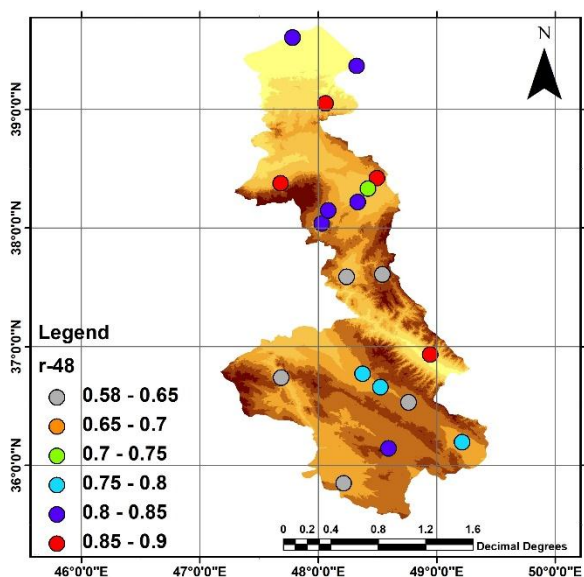 N
39°0'0"N
38°0'0"N
37°0'0"N
36°0'0"N
Legend
r-48
0.58 - 0.65
0.65 - 0.7
0.7 - 0.75
0.75 - 0.8
0.8 - 0.85
0.85 - 0.9
0 0.2 0.4 0.8 1.2 1.6
Decimal Degrees
46°0'0"E 47°0'0"E 48°0'0"E 49°0'0"E 50°0'0"E